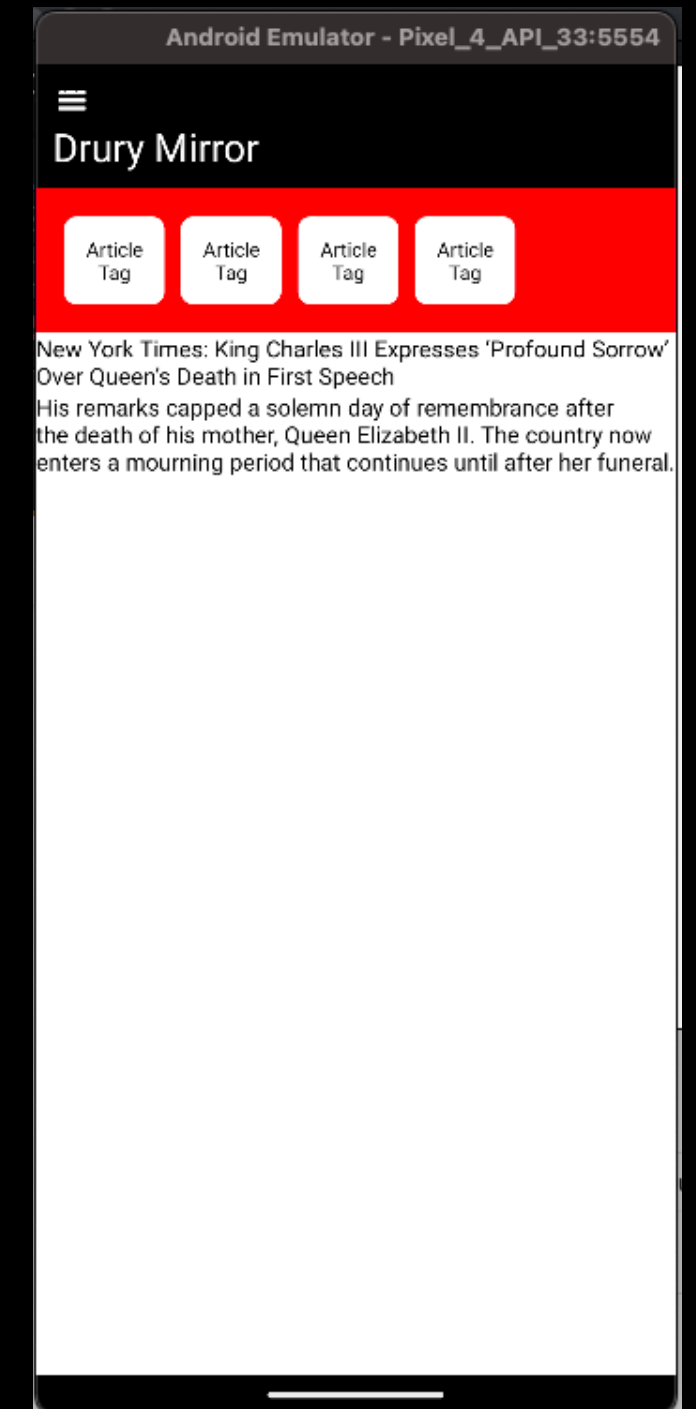 Android Emulator - Pixel_4_API_33:5554
Drury Mirror
Article Article Article Article
Tag Tag Tag Tag
New York Times: King Charles III Expresses ‘Profound Sorrow’
Over Queen's Death in First Speech
His remarks capped a solemn day of remembrance after
the death of his mother, Queen Elizabeth II. The country now
enters a mourning period that continues until after her funeral.